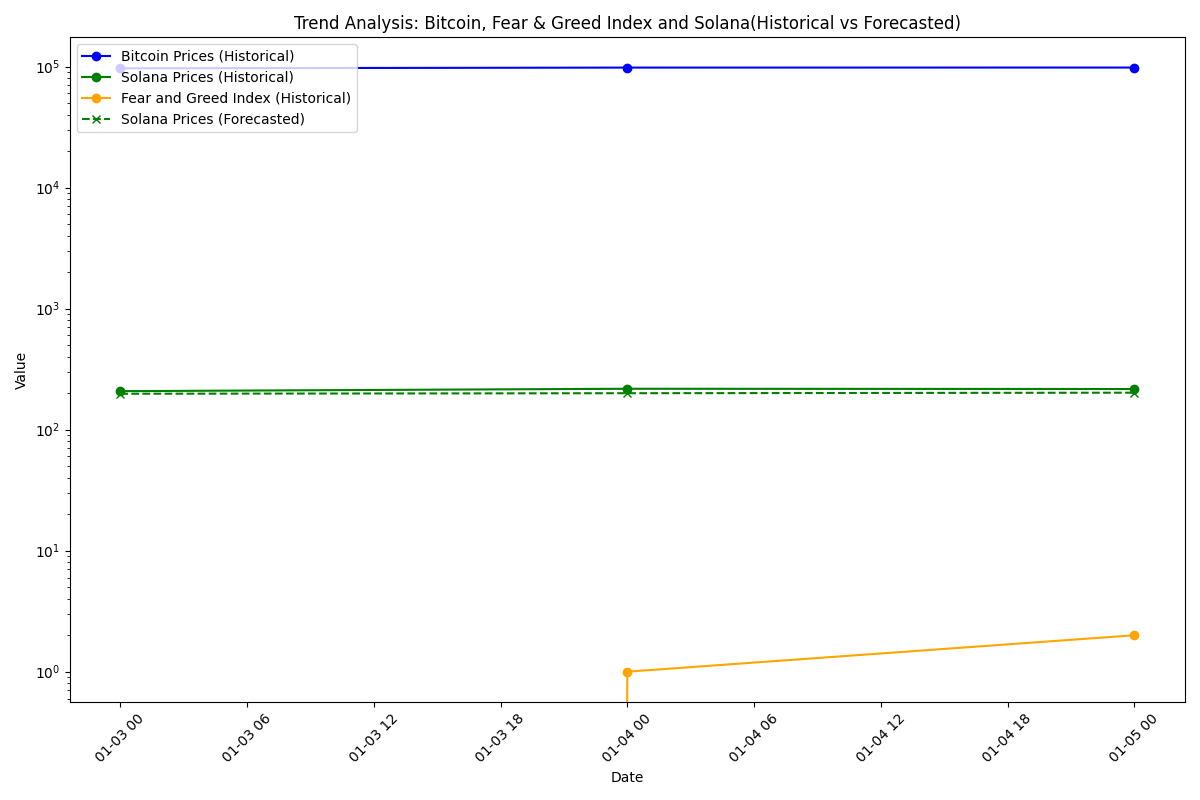 Trend Analysis: Bitcoin, Fear & Greed Index and Solana(Historical vs Forecasted)
Bitcoin Prices (Historical)
Solana Prices (Historical)
Fear and Greed Index (Historical)
Solana Prices (Forecasted)
10⁵
10⁴
10³
10²
10¹
10⁰
Value
01-03 00
01-03 06
01-03 12
01-03 18
01-04 00
01-04 06
01-04 12
01-04 18
01-05 00
Date